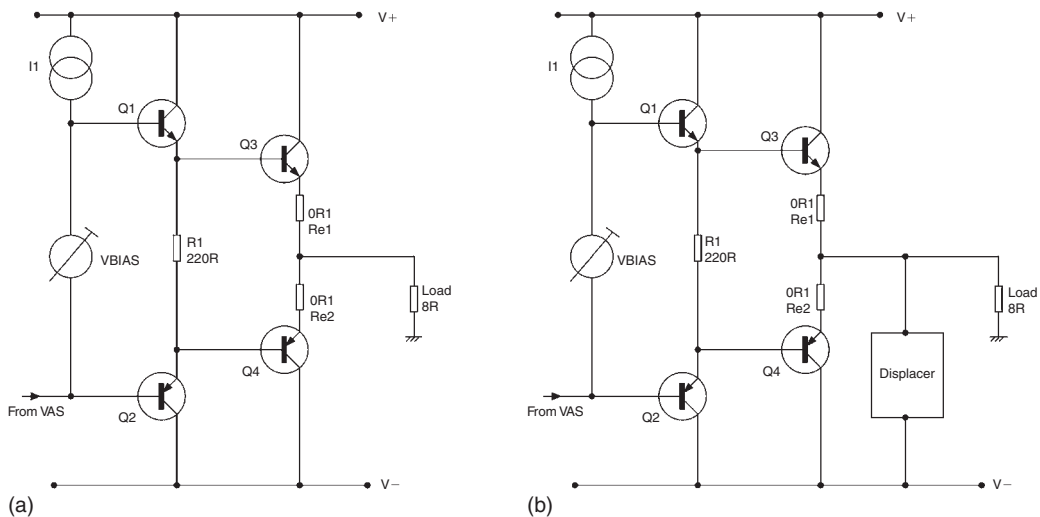 V+
I1
Q1
Q3
0R1
Re1
R1
220R
VBIAS
Load
8R
0R1
Re2
Q4
From VAS
Q2
V−
(a)
V+
I1
Q1
Q3
0R1
Re1
R1
220R
VBIAS
Load
8R
0R1
Re2
Q4
Displacer
From VAS
Q2
V−
(b)